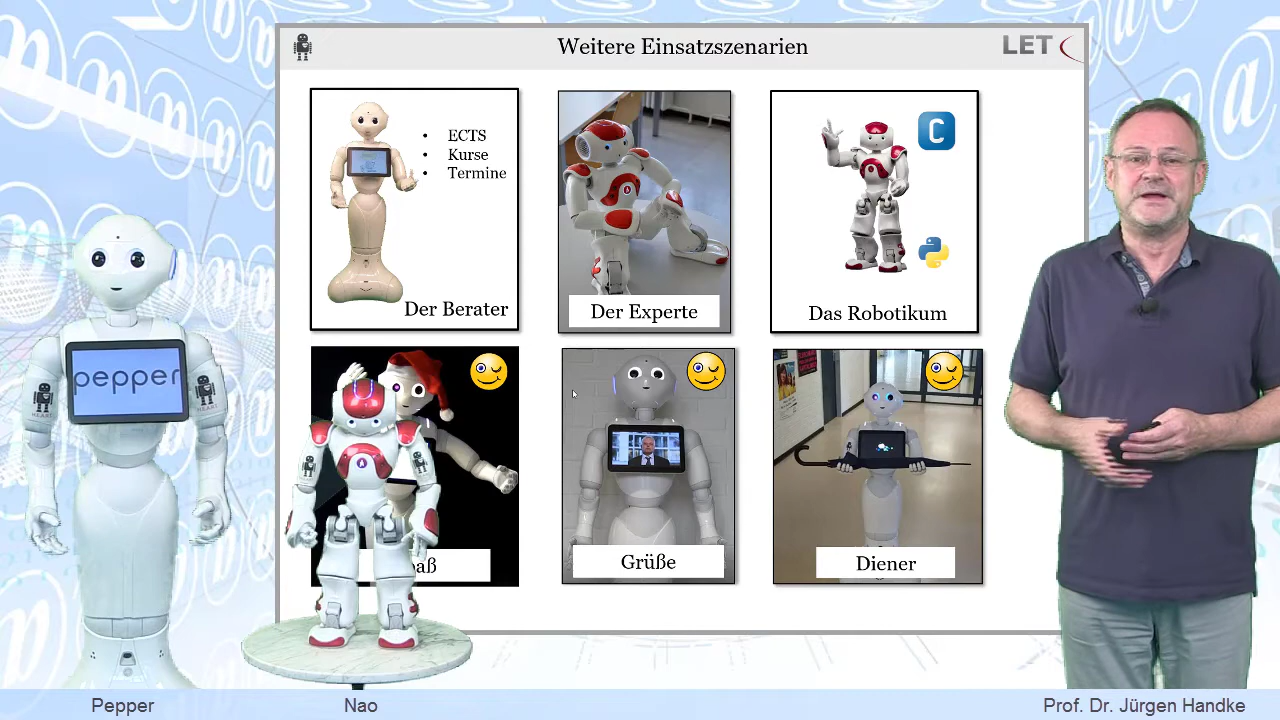 Weitere Einsatzszenarien
LET
• ECTS
• Kurse
• Termine
Der Berater
Der Experte
C
Das Robotikum
pepper
HEART
Grüße
Diener
Pepper
Nao
Prof. Dr. Jürgen Handke